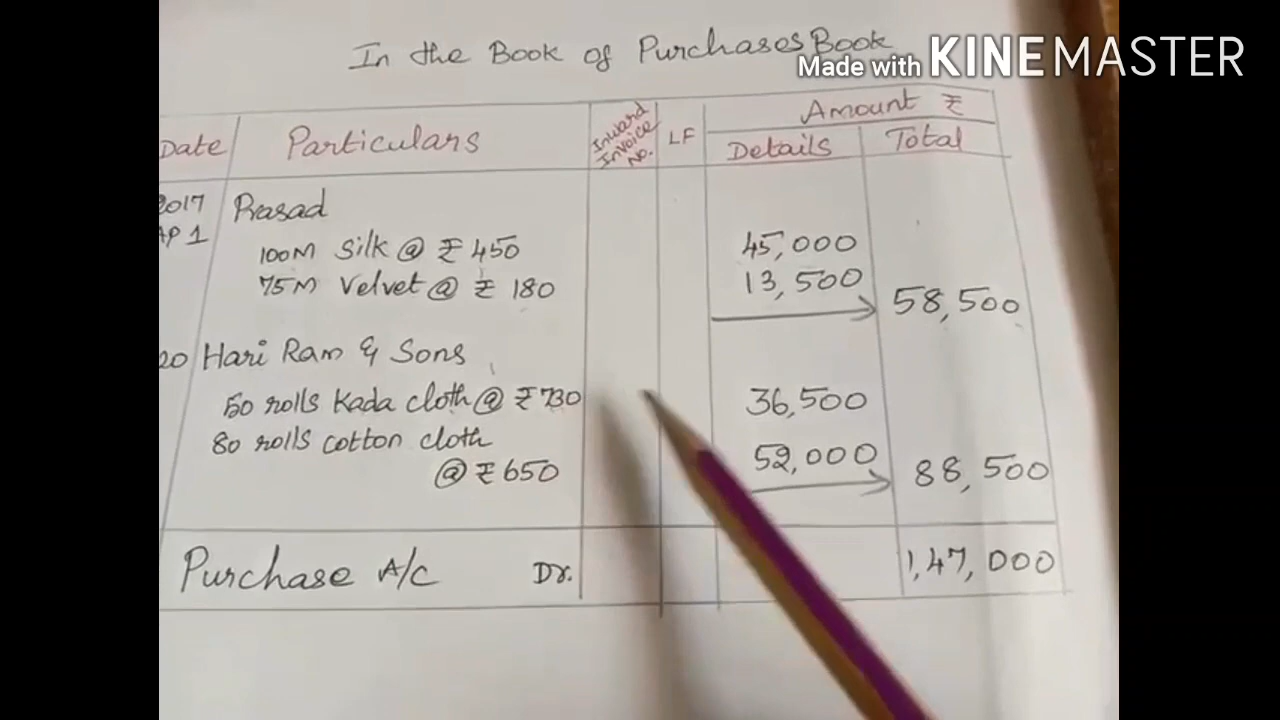 In the Book of Purchases Book
Made with KINEMASTER
Date Particulars Inward Invoice No. LF Amount ₹
Details Total
2017 Prasad
AP 1
100M Silk @ ₹ 450 45,000
75M Velvet @ ₹ 180 13,500 58,500
20 Hari Ram & Sons
50 rolls Kada cloth @ ₹ 730 36,500
80 rolls cotton cloth
@ ₹ 650 52,000 88,500
Purchase A/c Dr. 1,47,000